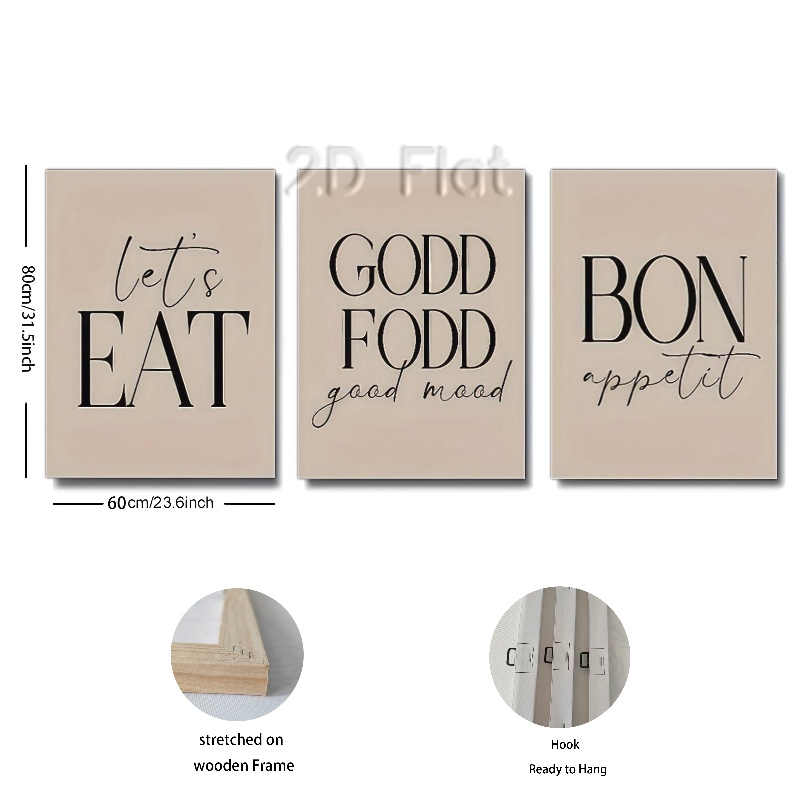 2.D Flat
let's
EAT
GODD
FODD
good mood
BON
appetit
80cm/31.5inch
60cm/23.6inch
stretched on
wooden Frame
Hook
Ready to Hang